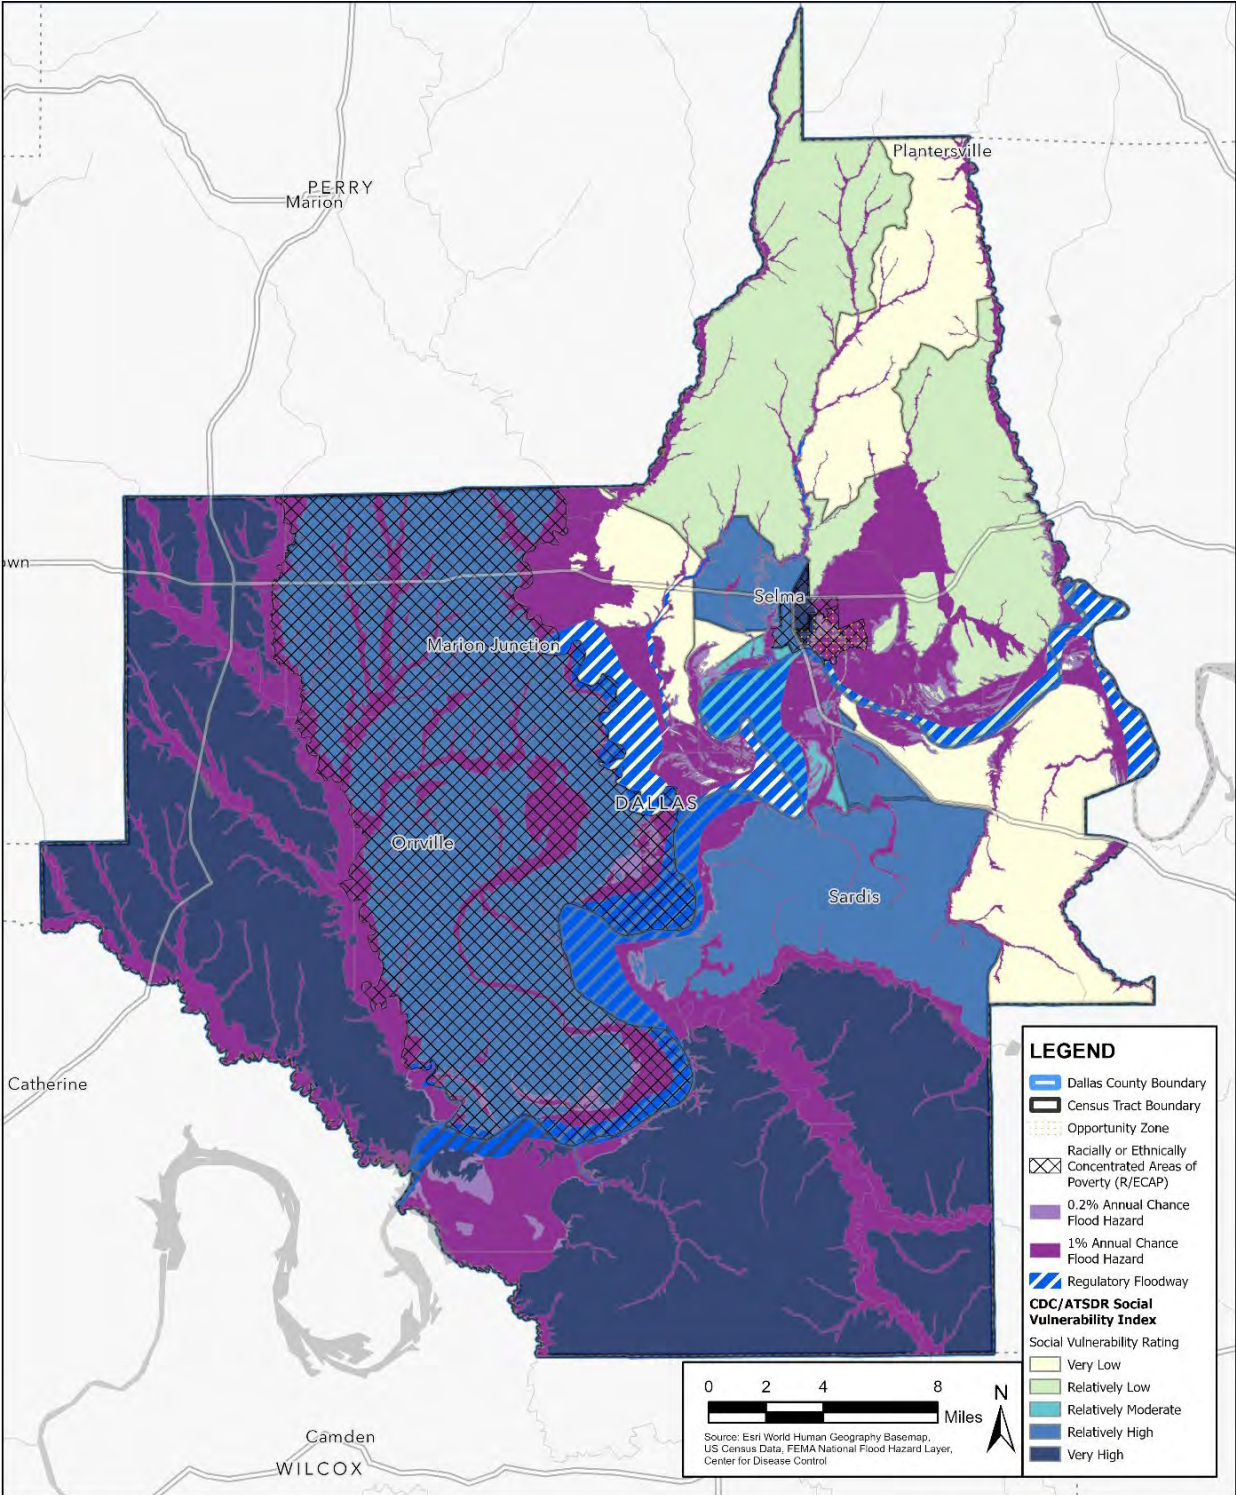 Plantersville
PERRY
Marion
own
Selma
Marion Junction
DALLAS
Orrville
Sardis
Catherine
Camden
WILCOX
LEGEND
Dallas County Boundary
Census Tract Boundary
Opportunity Zone
Racially or Ethnically
Concentrated Areas of
Poverty (R/ECAP)
0.2% Annual Chance
Flood Hazard
1% Annual Chance
Flood Hazard
Regulatory Floodway
CDC/ATSDR Social
Vulnerability Index
Social Vulnerability Rating
Very Low
Relatively Low
Relatively Moderate
Relatively High
Very High
0 2 4 8
Miles
N
Source: Esri World Human Geography Basemap,
US Census Data, FEMA National Flood Hazard Layer,
Center for Disease Control